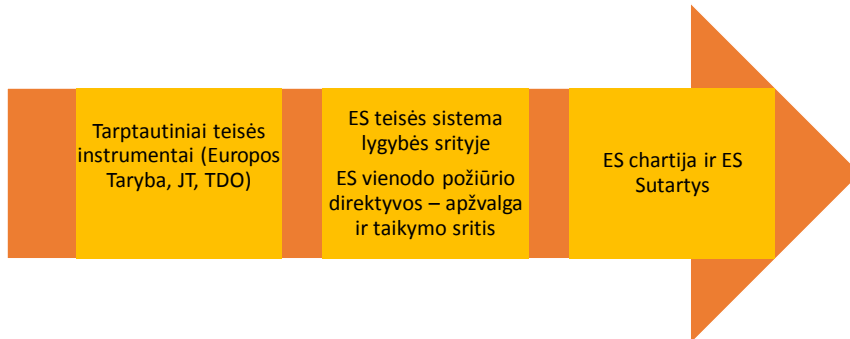 Tarptautiniai teisės
instrumentai (Europos
Taryba, JT, TDO)
ES teisės sistema
lygybės srityje
ES vienodo požiūrio
direktyvos – apžvalga
ir taikymo sritis
ES chartija ir ES
Sutartys